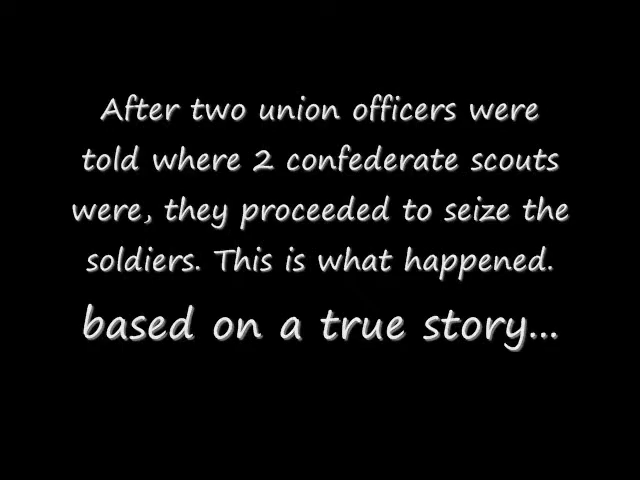 After two union officers were
told where 2 confederate scouts
were, they proceeded to seize the
soldiers. This is what happened.
based on a true story...